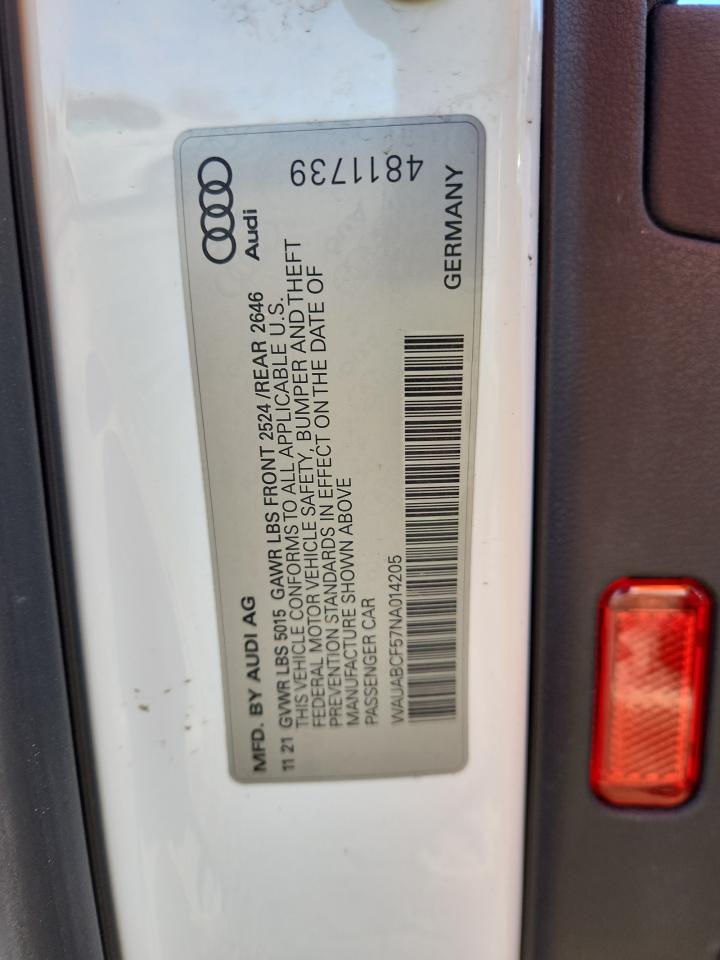 MFD. BY AUDI AG
11 21 GVWR LBS 5015 GAWR LBS FRONT 2524 /REAR 2646
THIS VEHICLE CONFORMS TO ALL APPLICABLE U.S.
FEDERAL MOTOR VEHICLE SAFETY, BUMPER AND THEFT
PREVENTION STANDARDS IN EFFECT ON THE DATE OF
MANUFACTURE SHOWN ABOVE
PASSENGER CAR
WAUABCF57NA014205
Audi
4811739
GERMANY